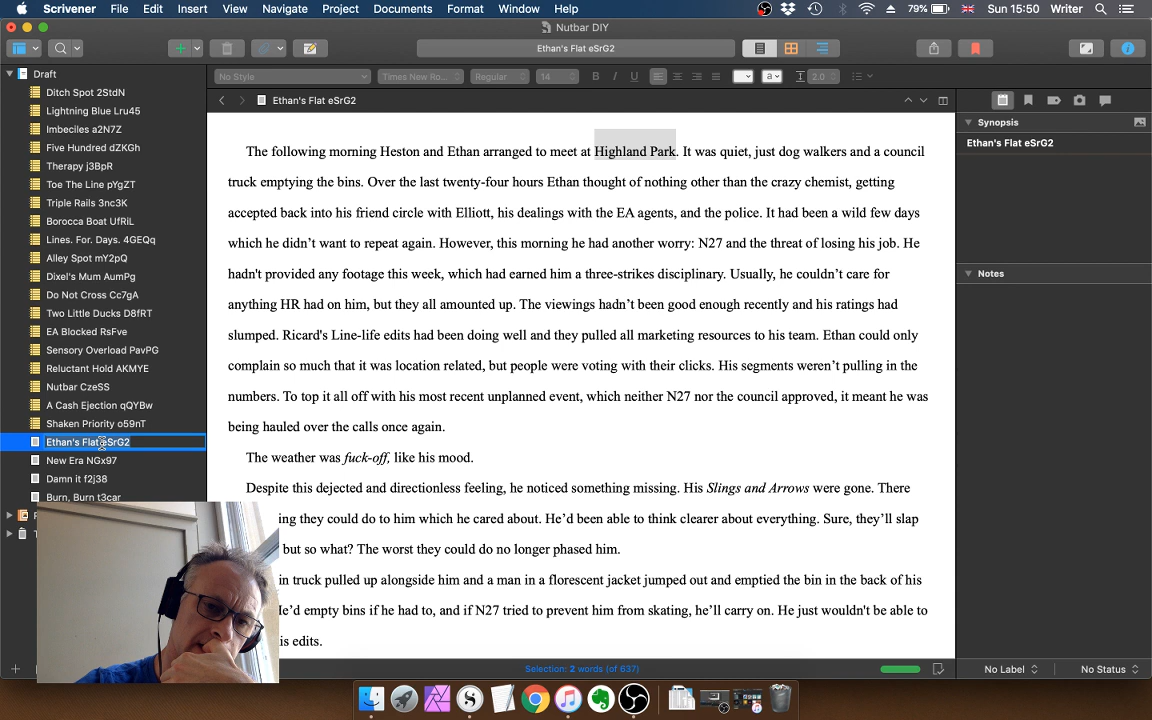 Scrivener File Edit Insert View Navigate Project Documents Format Window Help 79% Sun 15:50 Writer
Nutbar DIY
Ethan's Flat eSrG2
No Style Times New Ro... Regular 14 B I U a 2.0
Draft
Ditch Spot 2StdN
Lightning Blue Lru45
Imbeciles a2N7Z
Five Hundred dZKGh
Therapy j3BpR
Toe The Line pYgZT
Triple Rails 3nc3K
Borocca Boat UfRiL
Lines. For. Days. 4GEQq
Alley Spot mY2pQ
Dixel's Mum AumPg
Do Not Cross Cc7gA
Two Little Ducks D8fRT
EA Blocked RsFve
Sensory Overload PavPG
Reluctant Hold AKMYE
Nutbar CzeSS
A Cash Ejection qQYBw
Shaken Priority o59nT
Ethan's Flat eSrG2
New Era NGx97
Damn it f2j38
Burn, Burn t3car
Ethan's Flat eSrG2
The following morning Heston and Ethan arranged to meet at Highland Park. It was quiet, just dog walkers and a council
truck emptying the bins. Over the last twenty-four hours Ethan thought of nothing other than the crazy chemist, getting
accepted back into his friend circle with Elliott, his dealings with the EA agents, and the police. It had been a wild few days
which he didn't want to repeat again. However, this morning he had another worry: N27 and the threat of losing his job. He
hadn't provided any footage this week, which had earned him a three-strikes disciplinary. Usually, he couldn't care for
anything HR had on him, but they all amounted up. The viewings hadn't been good enough recently and his ratings had
slumped. Ricard's Line-life edits had been doing well and they pulled all marketing resources to his team. Ethan could only
complain so much that it was location related, but people were voting with their clicks. His segments weren't pulling in the
numbers. To top it all off with his most recent unplanned event, which neither N27 nor the council approved, it meant he was
being hauled over the calls once again.
The weather was fuck-off, like his mood.
Despite this dejected and directionless feeling, he noticed something missing. His Slings and Arrows were gone. There
ing they could do to him which he cared about. He'd been able to think clearer about everything. Sure, they'll slap
but so what? The worst they could do no longer phased him.
in truck pulled up alongside him and a man in a florescent jacket jumped out and emptied the bin in the back of his
e'd empty bins if he had to, and if N27 tried to prevent him from skating, he'll carry on. He just wouldn't be able to
is edits.
Selection: 2 words (of 637)
Synopsis
Ethan's Flat eSrG2
Notes
No Label No Status